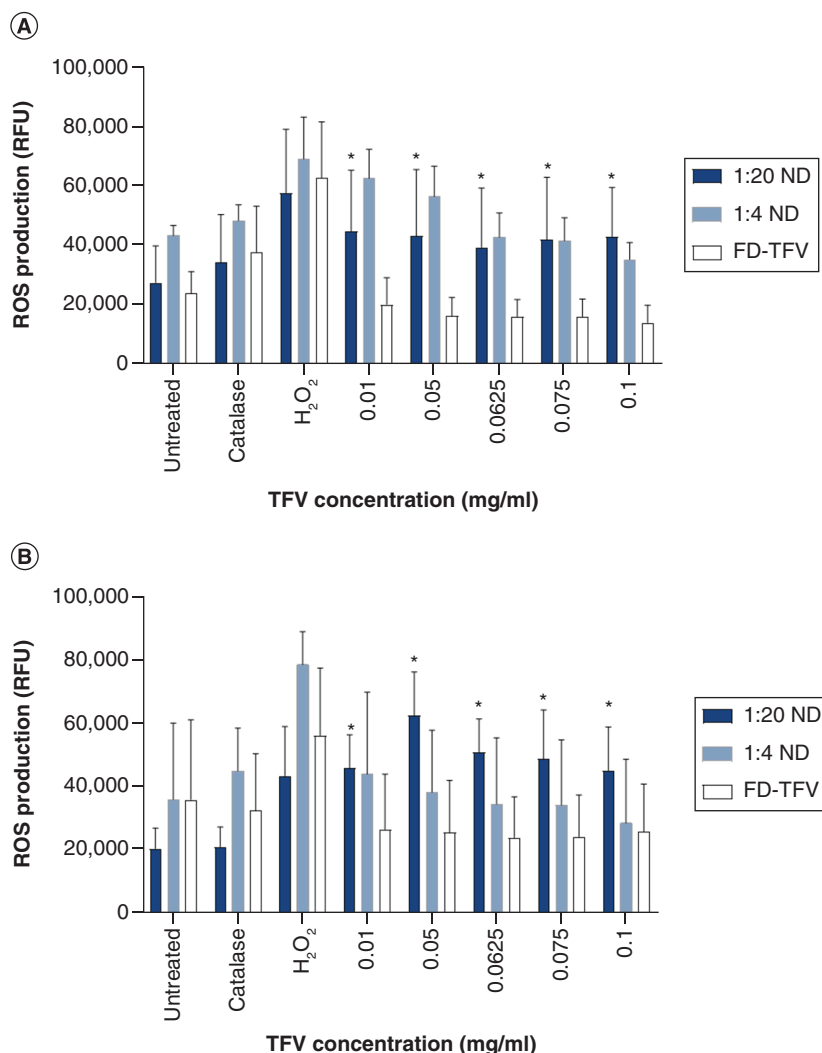 A
100,000
80,000
60,000
40,000
20,000
0
ROS production (RFU)
* * * * *
1:20 ND
1:4 ND
FD-TFV
Untreated
Catalase
H₂O₂
0.01
0.05
0.0625
0.075
0.1
TFV concentration (mg/ml)
B
100,000
80,000
60,000
40,000
20,000
0
ROS production (RFU)
* * * * *
1:20 ND
1:4 ND
FD-TFV
Untreated
Catalase
H₂O₂
0.01
0.05
0.0625
0.075
0.1
TFV concentration (mg/ml)